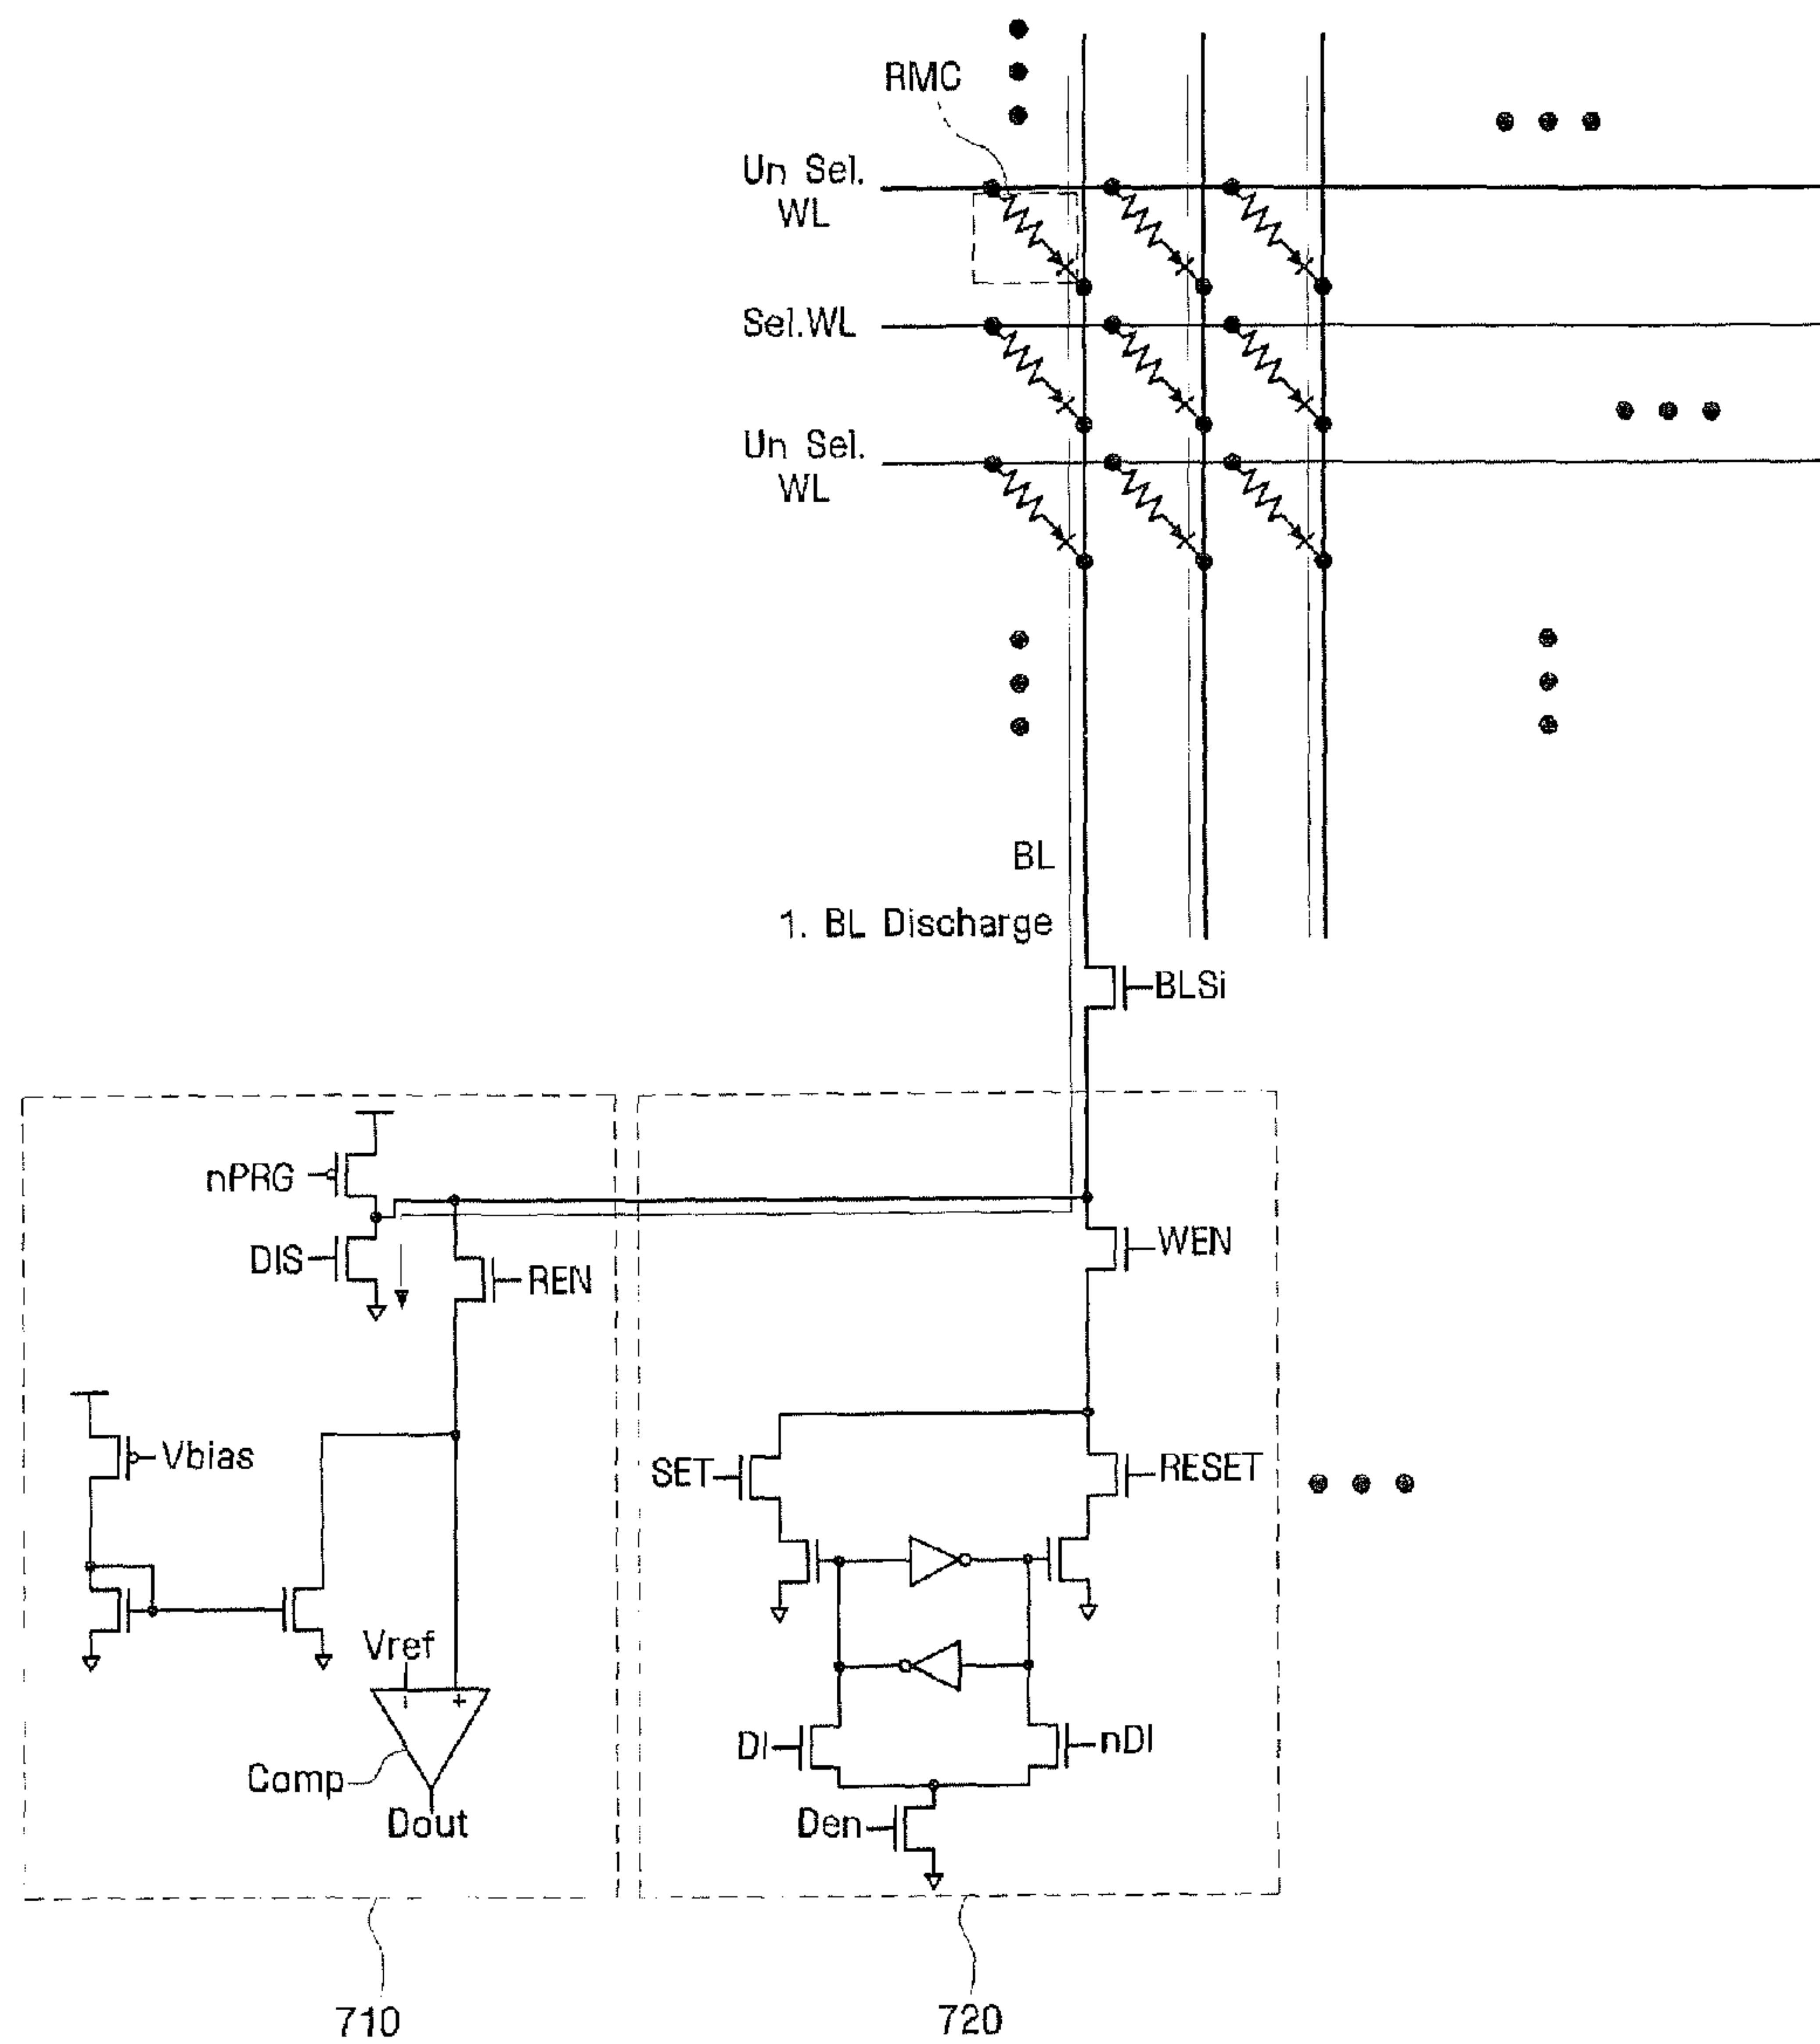 RMC
Un Sel.
WL
Sel.WL
Un Sel.
WL
BL
1. BL Discharge
BLSi
nPRG
DIS
REN
WEN
Vbias
SET
RESET
Vref
- +
Comp
Dout
DI
nDI
Den
710
720